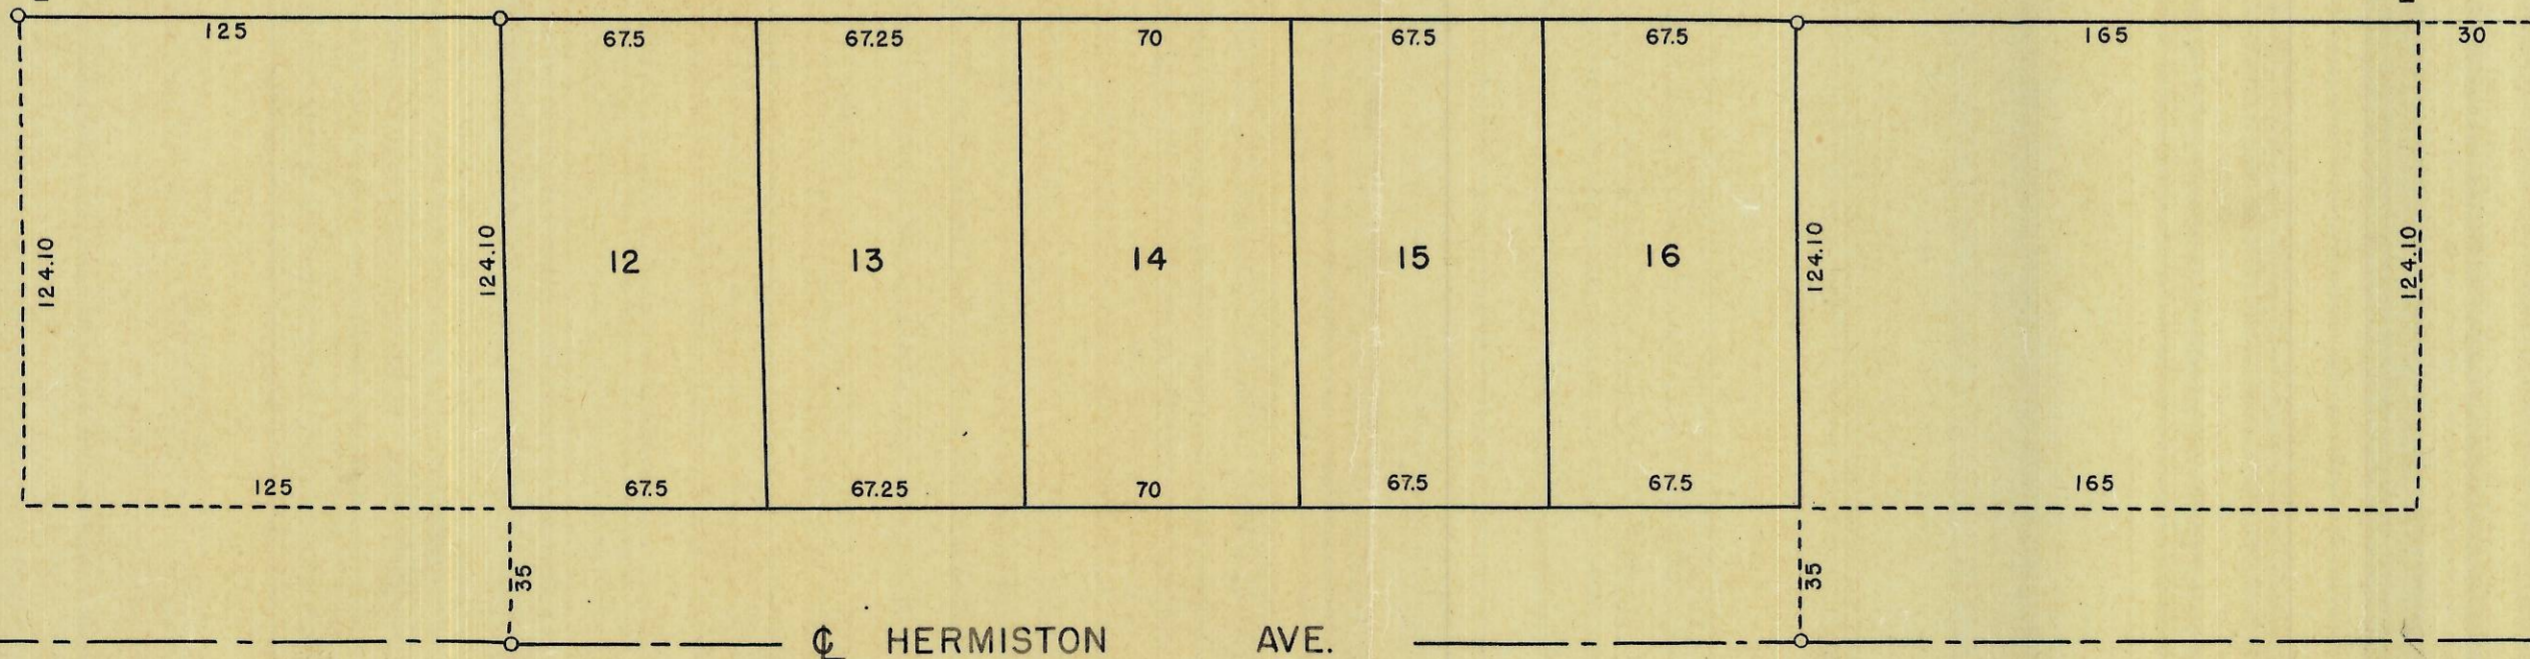 125 67.5 67.25 70 67.5 67.5 165 30
124.10 124.10 12 13 14 15 16 124.10 124.10
125 67.5 67.25 70 67.5 67.5 165
35 35
℄ HERMISTON AVE.